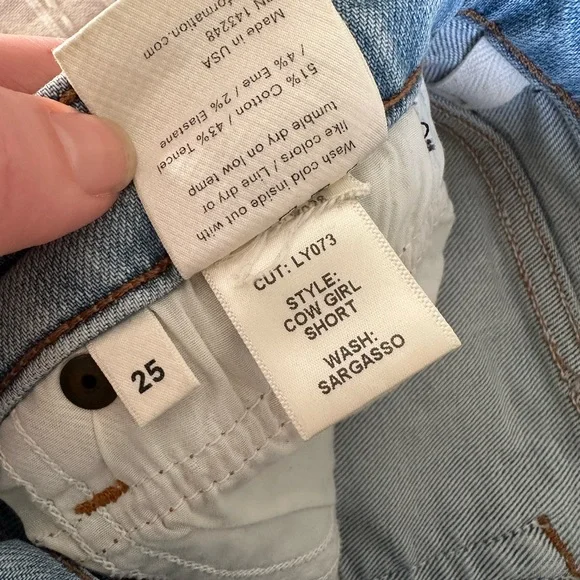 RN 143248
formation.com
Made in USA
51% Cotton / 43% Tencel
/ 4% Eme / 2% Elastane
Wash cold inside out with
like colors / Line dry or
tumble dry on low temp
CUT: LY073
STYLE:
COW GIRL
SHORT
WASH:
SARGASSO
25